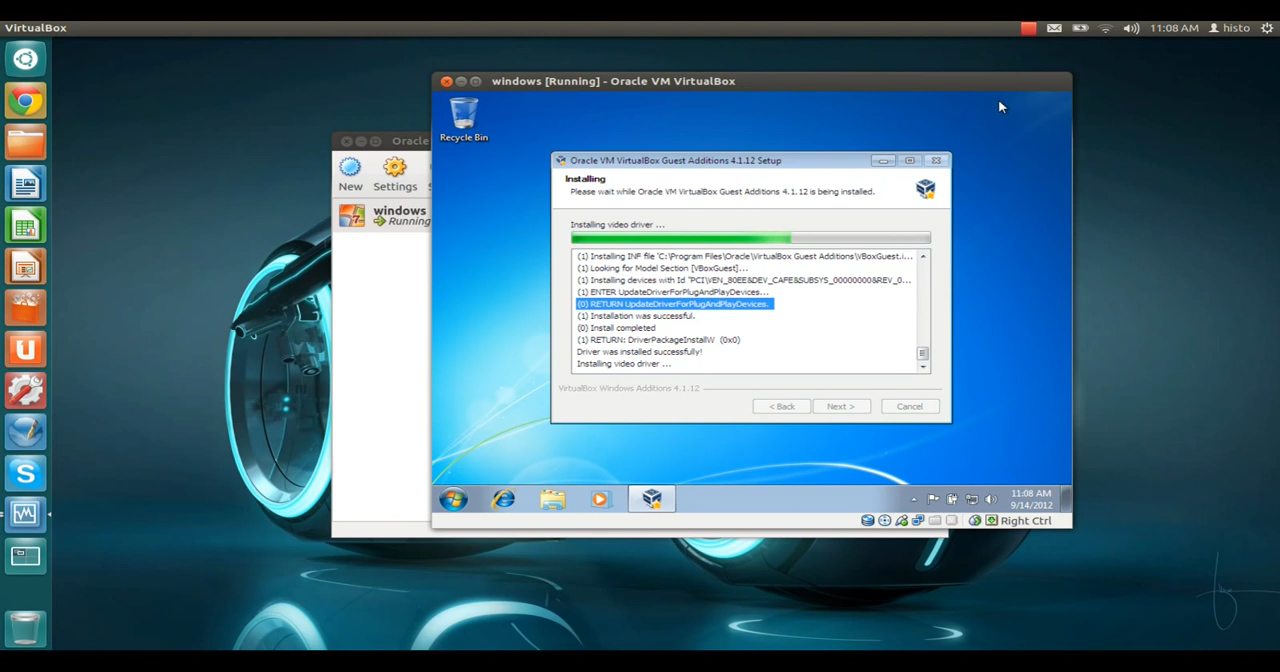 VirtualBox
11:08 AM histo
windows [Running] - Oracle VM VirtualBox
Recycle Bin
Oracle
New Settings
windows
Running
Oracle VM VirtualBox Guest Additions 4.1.12 Setup
Installing
Please wait while Oracle VM VirtualBox Guest Additions 4.1.12 is being installed.
Installing video driver ...
(1) Installing INF file 'C:\Program Files\Oracle\VirtualBox Guest Additions\VBoxGuest.i...
(1) Looking for Model Section [VBoxGuest]...
(1) Installing devices with Id "PCI\VEN_80EE&DEV_CAFE&SUBSYS_00000000&REV_0...
(1) ENTER UpdateDriverForPlugAndPlayDevices...
(0) RETURN UpdateDriverForPlugAndPlayDevices.
(1) Installation was successful.
(0) Install completed
(1) RETURN: DriverPackageInstallW (0x0)
Driver was installed successfully!
Installing video driver ...
VirtualBox Windows Additions 4.1.12
< Back Next > Cancel
11:08 AM
9/14/2012
Right Ctrl